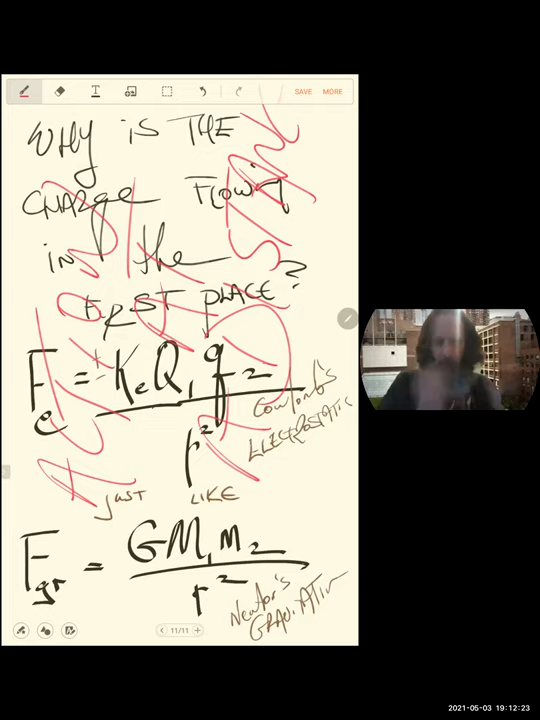 T
SAVE MORE
WHY is THE
CHARge Flowing
in the
FIRST PLACE?
Fe = KeQ1q2
r2
Coulomb's
ELECTROSTATIC
JUST LIKE
Fgr = GM1m2
r2
Newton's
GRAVITATION
11/11
2021-05-03 19:12:23